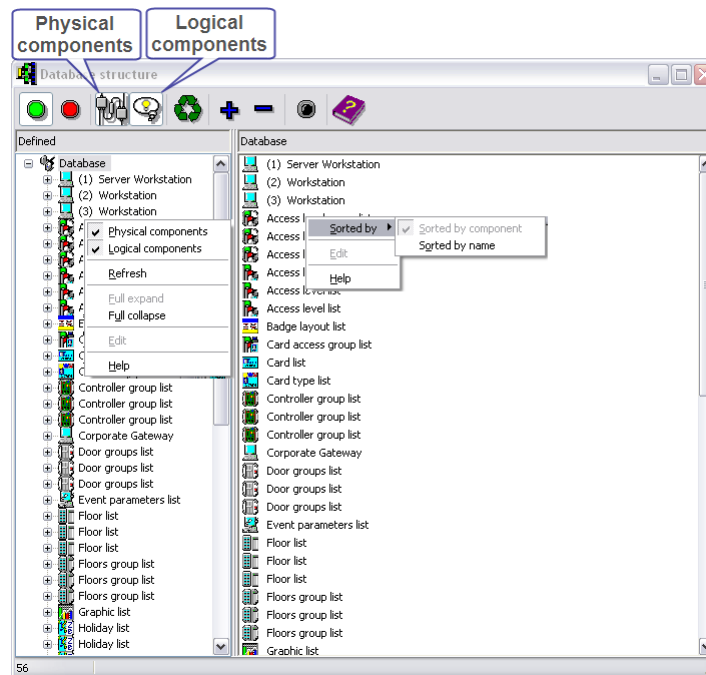 Physical
components
Logical
components
Database structure
Defined
Database
(1) Server Workstation
(2) Workstation
(3) Workstation
Physical components
Logical components
Refresh
Full expand
Full collapse
Edit
Help
Controller group list
Controller group list
Controller group list
Corporate Gateway
Door groups list
Door groups list
Door groups list
Event parameters list
Floor list
Floor list
Floor list
Floors group list
Floors group list
Floors group list
Graphic list
Holiday list
Holiday list
Database
(1) Server Workstation
(2) Workstation
(3) Workstation
Access
Sorted by
Sorted by component
Sorted by name
Edit
Help
Access
Access
Access
Access level list
Access level list
Badge layout list
Card access group list
Card list
Card type list
Controller group list
Controller group list
Controller group list
Corporate Gateway
Door groups list
Door groups list
Door groups list
Event parameters list
Floor list
Floor list
Floor list
Floors group list
Floors group list
Floors group list
Graphic list
56